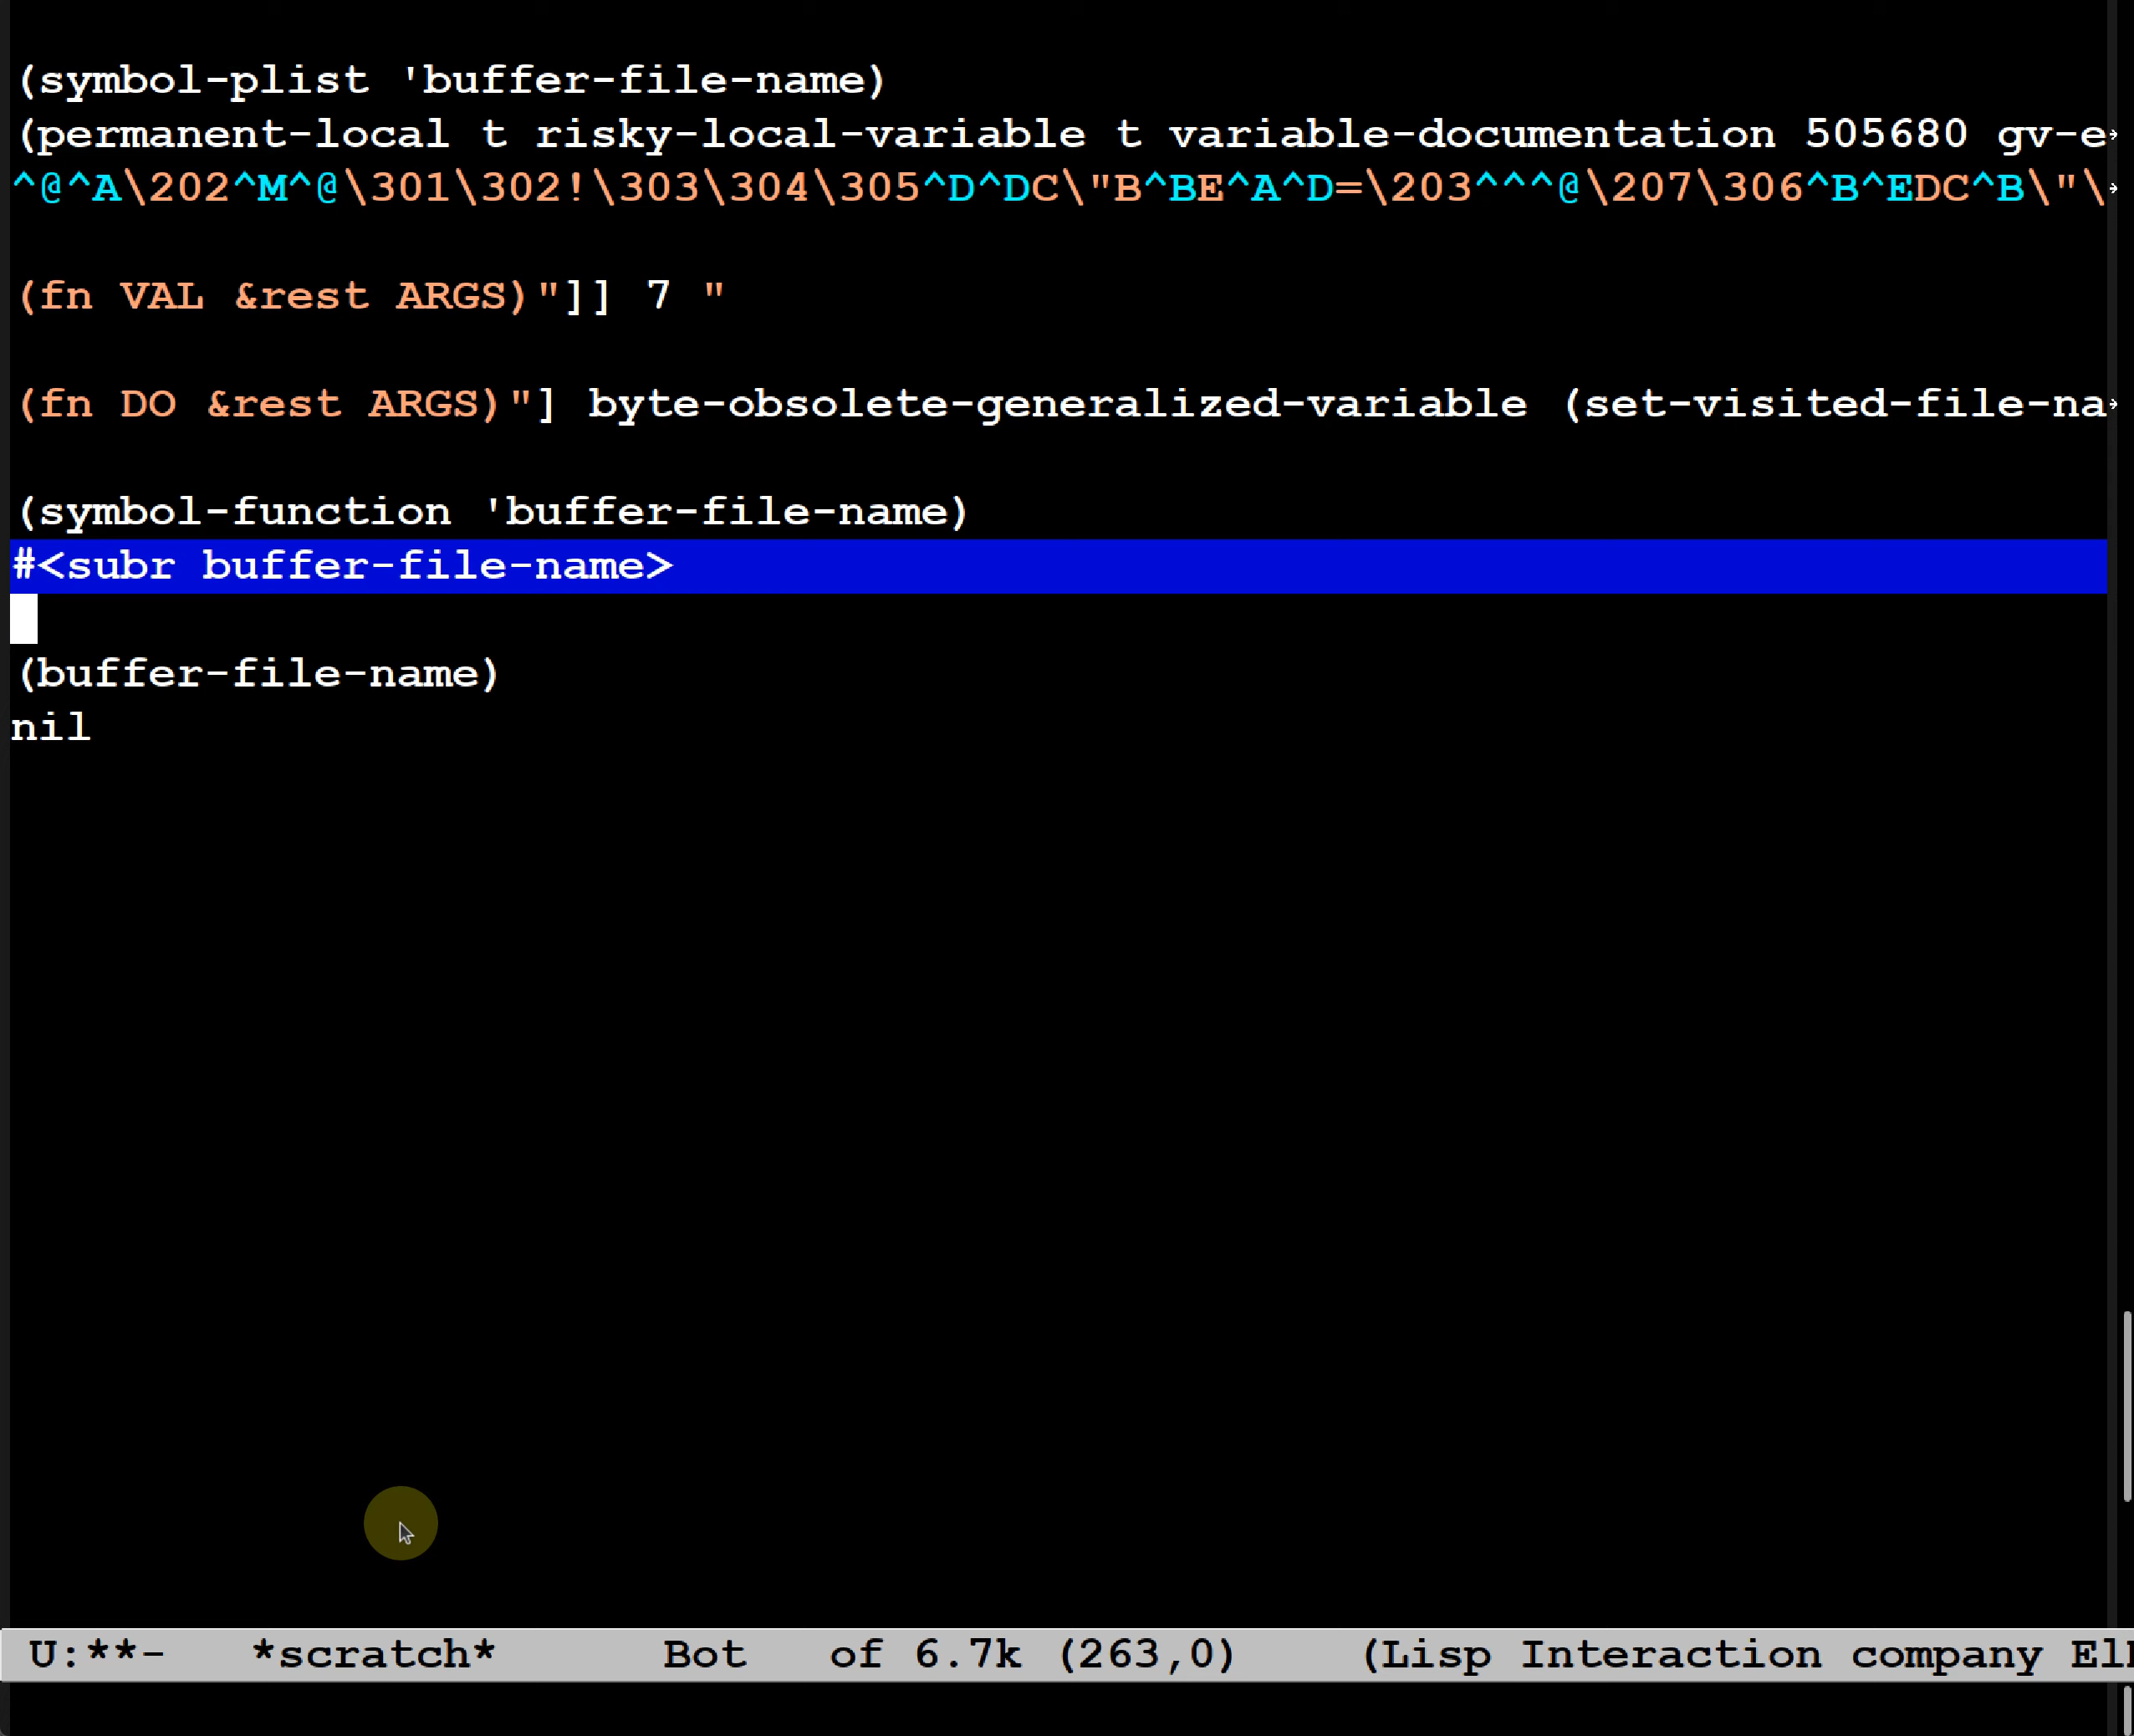 (symbol-plist 'buffer-file-name)
(permanent-local t risky-local-variable t variable-documentation 505680 gv-e
^@^A\202^M^@\301\302!\303\304\305^D^DC\"B^BE^A^D=\203^^^@\207\306^B^EDC^B\"\
(fn VAL &rest ARGS)"]] 7 "
(fn DO &rest ARGS)"] byte-obsolete-generalized-variable (set-visited-file-na
(symbol-function 'buffer-file-name)
#<subr buffer-file-name>
(buffer-file-name)
nil
U:**-   *scratch*      Bot   of 6.7k (263,0)    (Lisp Interaction company El